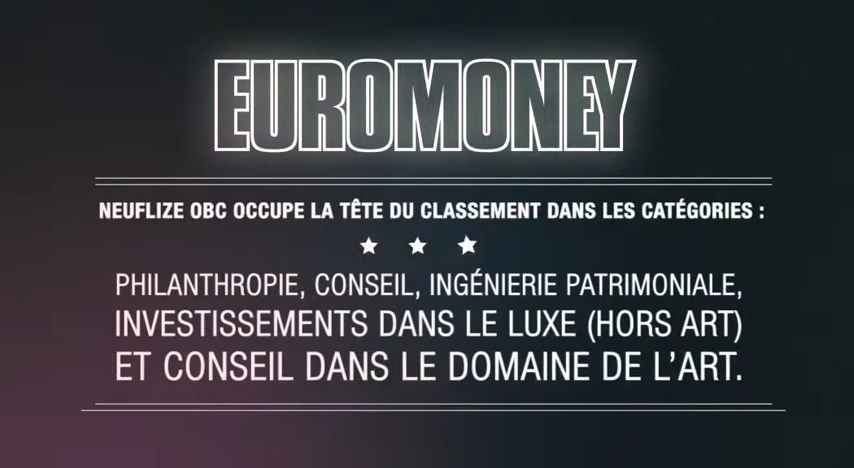 EUROMONEY
NEUFLIZE OBC OCCUPE LA TÊTE DU CLASSEMENT DANS LES CATÉGORIES :
PHILANTHROPIE, CONSEIL, INGÉNIERIE PATRIMONIALE,
INVESTISSEMENTS DANS LE LUXE (HORS ART)
ET CONSEIL DANS LE DOMAINE DE L'ART.